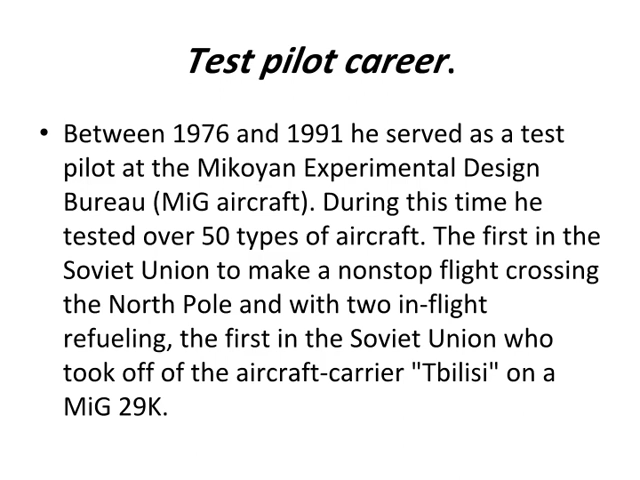 Test pilot career.
• Between 1976 and 1991 he served as a test
pilot at the Mikoyan Experimental Design
Bureau (MiG aircraft). During this time he
tested over 50 types of aircraft. The first in the
Soviet Union to make a nonstop flight crossing
the North Pole and with two in-flight
refueling, the first in the Soviet Union who
took off of the aircraft-carrier "Tbilisi" on a
MiG 29K.